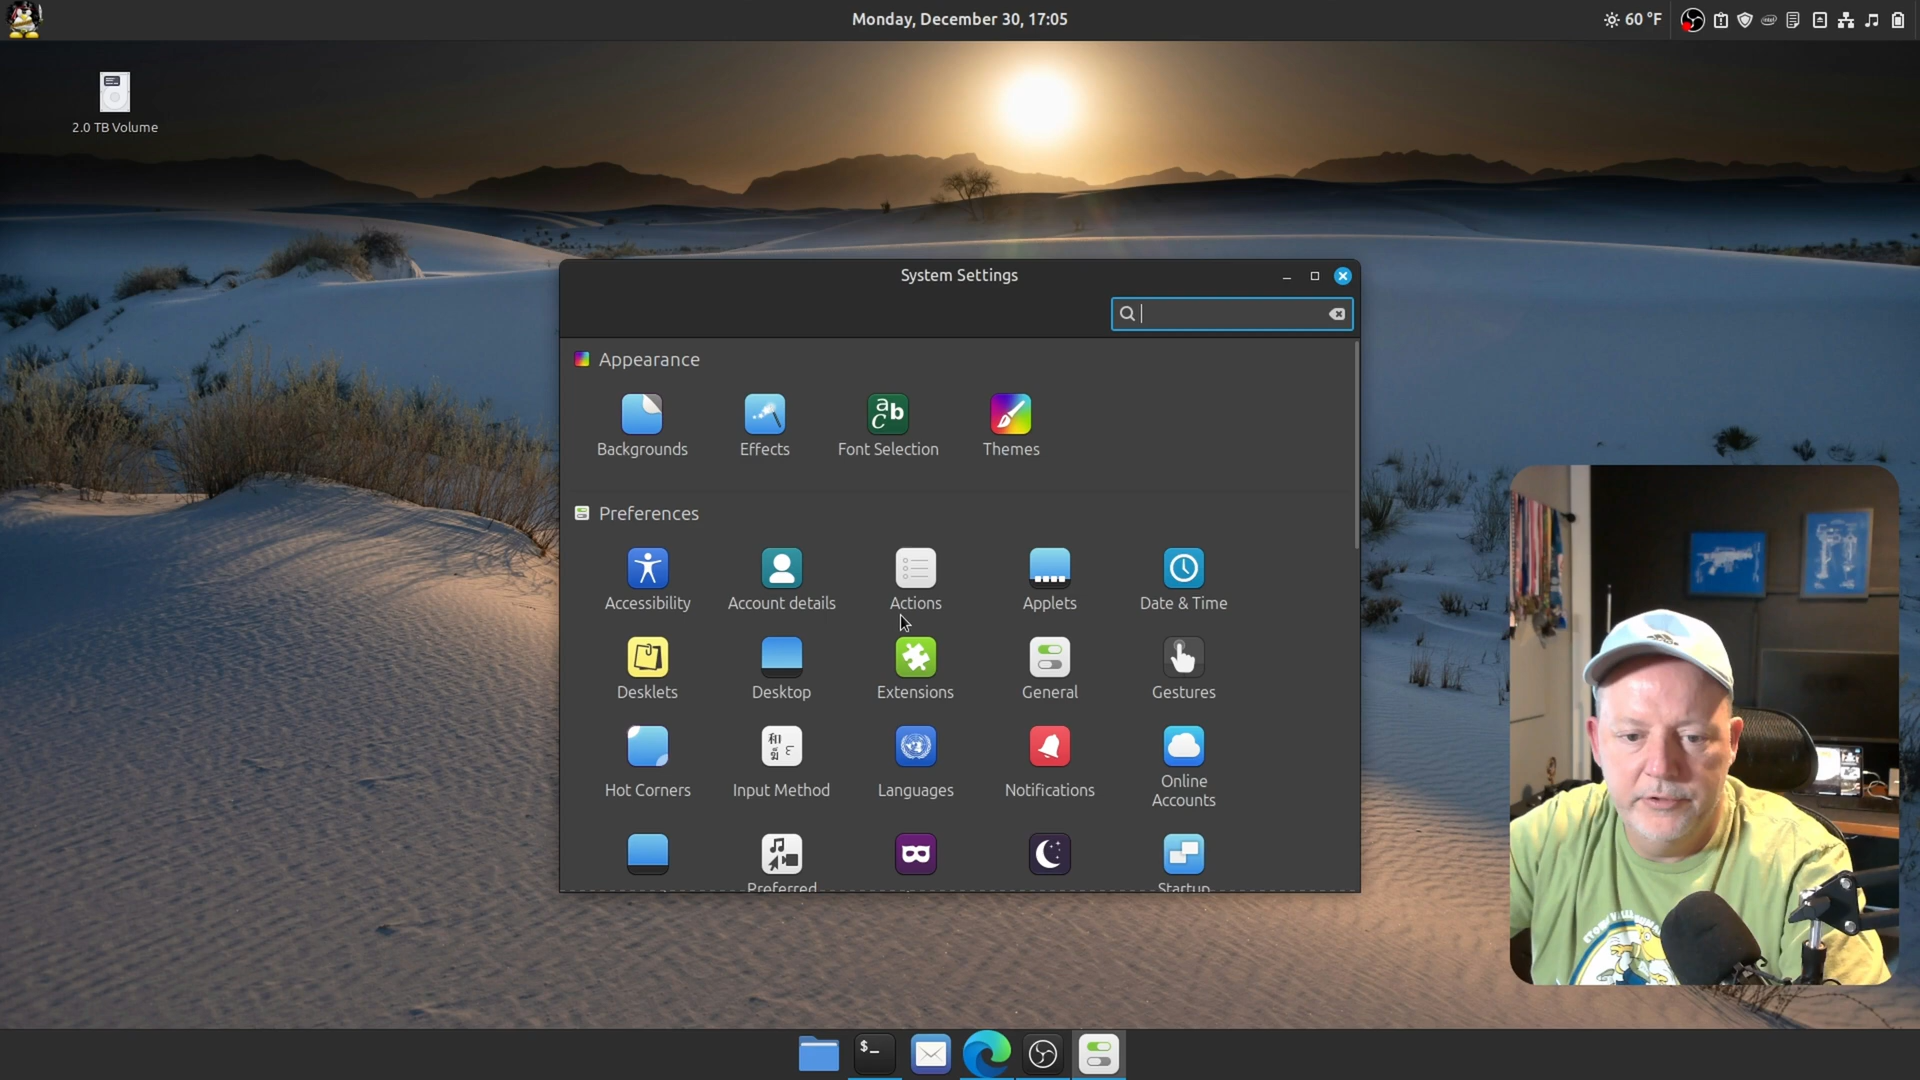 Monday, December 30, 17:05
60 °F
2.0 TB Volume
System Settings
Appearance
Backgrounds
Effects
Font Selection
Themes
Preferences
Accessibility
Account details
Actions
Applets
Date & Time
Desklets
Desktop
Extensions
General
Gestures
Hot Corners
Input Method
Languages
Notifications
Online
Accounts
Preferred
Startup